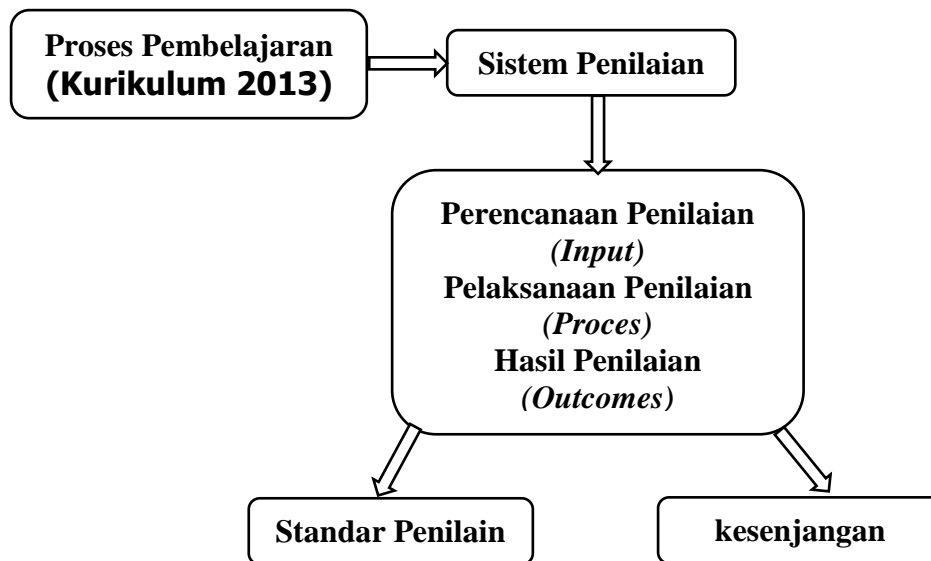 Proses Pembelajaran
(Kurikulum 2013)
Sistem Penilaian
Perencanaan Penilaian
(Input)
Pelaksanaan Penilaian
(Proces)
Hasil Penilaian
(Outcomes)
Standar Penilain
kesenjangan